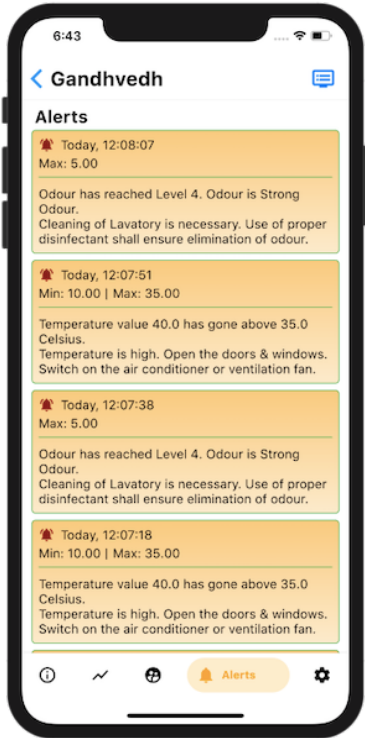 6:43
Gandhvedh
Alerts
Today, 12:08:07
Max: 5.00
Odour has reached Level 4. Odour is Strong
Odour.
Cleaning of Lavatory is necessary. Use of proper
disinfectant shall ensure elimination of odour.
Today, 12:07:51
Min: 10.00 | Max: 35.00
Temperature value 40.0 has gone above 35.0
Celsius.
Temperature is high. Open the doors & windows.
Switch on the air conditioner or ventilation fan.
Today, 12:07:38
Max: 5.00
Odour has reached Level 4. Odour is Strong
Odour.
Cleaning of Lavatory is necessary. Use of proper
disinfectant shall ensure elimination of odour.
Today, 12:07:18
Min: 10.00 | Max: 35.00
Temperature value 40.0 has gone above 35.0
Celsius.
Temperature is high. Open the doors & windows.
Switch on the air conditioner or ventilation fan.
Alerts